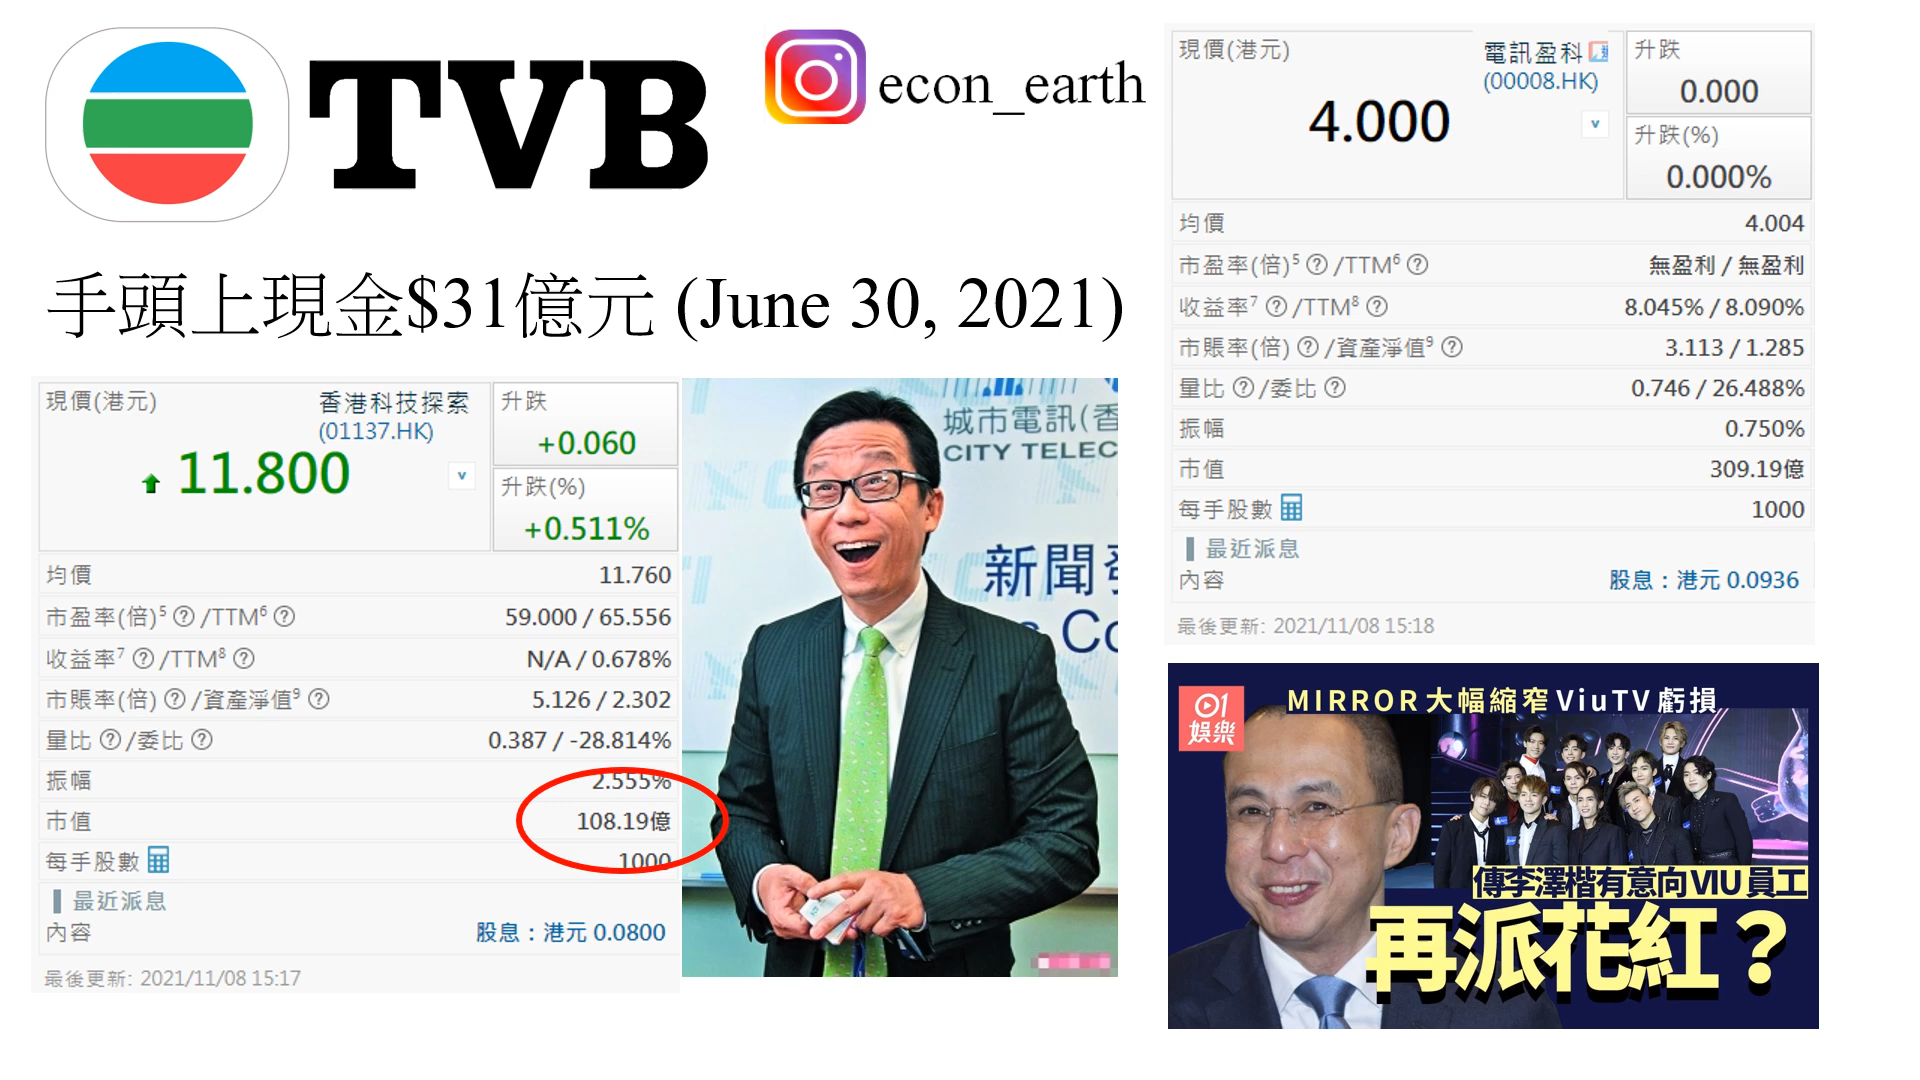 TVB
econ_earth
手頭上現金$31億元 (June 30, 2021)
現價(港元)
香港科技探索
(01137.HK)
11.800
升跌
+0.060
升跌(%)
+0.511%
均價 11.760
市盈率(倍)⁵ ? /TTM⁶ ? 59.000 / 65.556
收益率⁷ ? /TTM⁸ ? N/A / 0.678%
市賬率(倍) ? /資產淨值⁹ ? 5.126 / 2.302
量比 ? /委比 ? 0.387 / -28.814%
振幅 2.555%
市值 108.19億
每手股數 1000
最近派息
內容 股息：港元 0.0800
最後更新: 2021/11/08 15:17
城市電訊(香
CITY TELEC
新聞發
s Co
現價(港元)
電訊盈科
(00008.HK)
4.000
升跌
0.000
升跌(%)
0.000%
均價 4.004
市盈率(倍)⁵ ? /TTM⁶ ? 無盈利 / 無盈利
收益率⁷ ? /TTM⁸ ? 8.045% / 8.090%
市賬率(倍) ? /資產淨值⁹ ? 3.113 / 1.285
量比 ? /委比 ? 0.746 / 26.488%
振幅 0.750%
市值 309.19億
每手股數 1000
最近派息
內容 股息：港元 0.0936
最後更新: 2021/11/08 15:18
01
娛樂
MIRROR大幅縮窄ViuTV虧損
傳李澤楷有意向VIU員工
再派花紅？